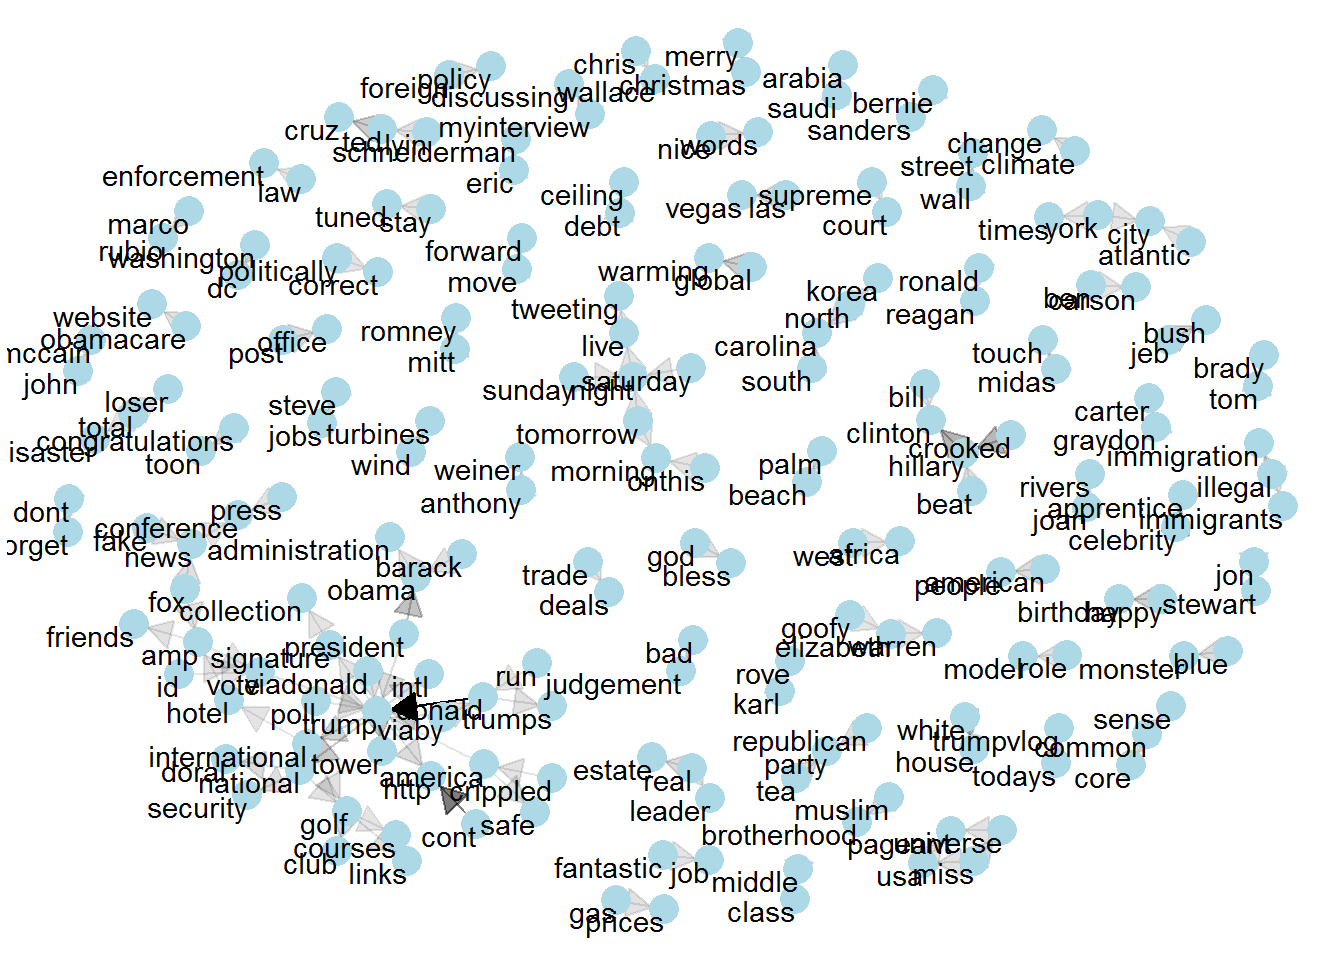 merry
chris
policy
arabia
foreign
discussing
wallace
christmas
saudi
bernie
cruz
ted
lyin
myinterview
sanders
schneiderman
nice
words
change
street
climate
enforcement
law
eric
ceiling
vegas
las
supreme
wall
marco
tuned
stay
debt
court
times
york
city
rubio
washington
forward
atlantic
dc
politically
correct
move
warming
global
korea
ronald
ben
carson
website
tweeting
north
reagan
obamacare
post
office
romney
live
carolina
touch
jeb
bush
mccain
john
mitt
sunday
night
saturday
south
midas
brady
tom
loser
steve
bill
carter
total
jobs
turbines
tomorrow
clinton
crooked
graydon
congratulations
isaster
toon
wind
weiner
morning
onthis
palm
hillary
immigration
dont
press
anthony
beach
beat
rivers
illegal
orget
fake
conference
joan
apprentice
immigrants
news
administration
god
west
africa
celebrity
barack
trade
bless
people
american
jon
fox
collection
obama
deals
birthday
happy
stewart
friends
president
goofy
elizabeth
warren
amp
signature
bad
model
role
monster
blue
id
vote
viadonald
intl
run
judgement
rove
hotel
poll
trump
donald
trumps
karl
sense
viaby
republican
white
trumpvlog
common
international
tower
party
house
todays
core
doral
national
america
http
crippled
estate
real
tea
security
leader
muslim
golf
cont
safe
brotherhood
pageant
universe
courses
club
links
fantastic
job
middle
usa
miss
gas
prices
class